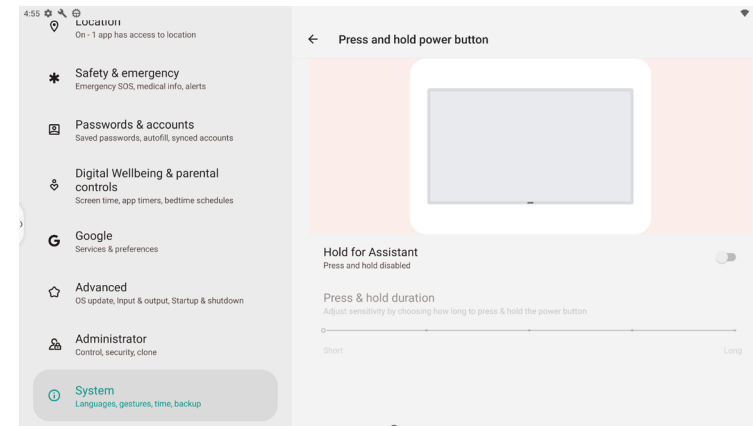 4:55
Location
On - 1 app has access to location
Safety & emergency
Emergency SOS, medical info, alerts
Passwords & accounts
Saved passwords, autofill, synced accounts
Digital Wellbeing & parental
controls
Screen time, app timers, bedtime schedules
Google
Services & preferences
Advanced
OS update, Input & output, Startup & shutdown
Administrator
Control, security, clone
System
Languages, gestures, time, backup
Press and hold power button
Hold for Assistant
Press and hold disabled
Press & hold duration
Adjust sensitivity by choosing how long to press & hold the power button
Short
Long